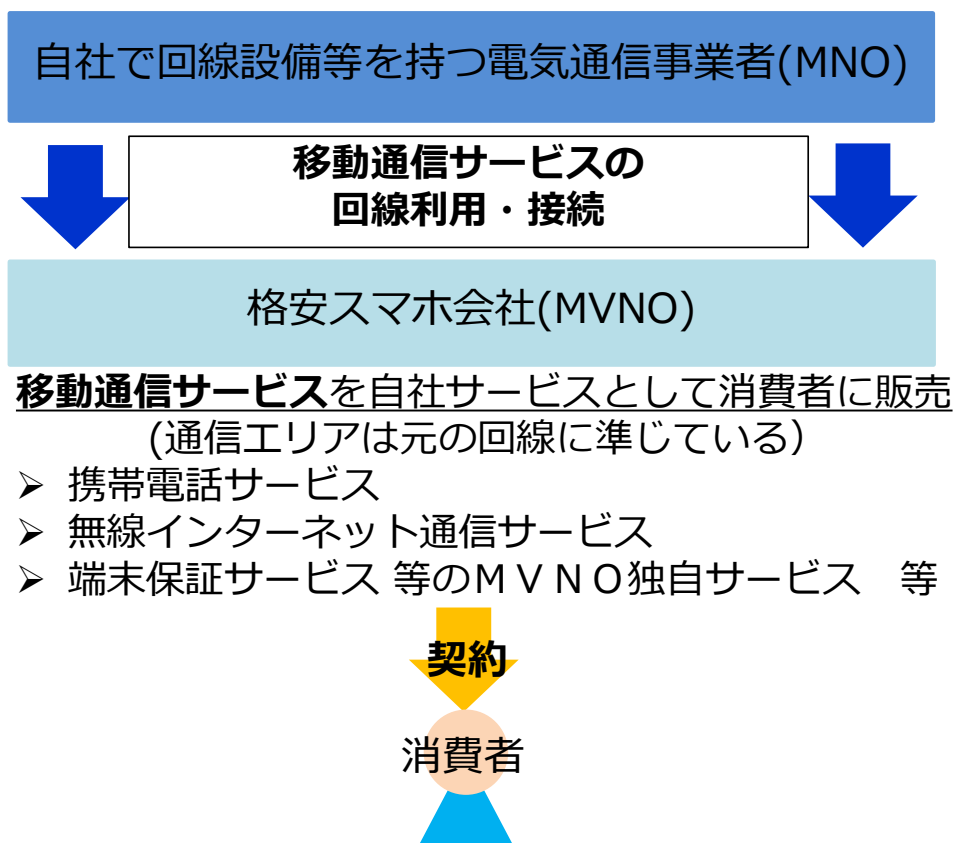 自社で回線設備等を持つ電気通信事業者(MNO)
移動通信サービスの
回線利用・接続
格安スマホ会社(MVNO)
移動通信サービスを自社サービスとして消費者に販売
(通信エリアは元の回線に準じている）
➢ 携帯電話サービス
➢ 無線インターネット通信サービス
➢ 端末保証サービス 等のＭＶＮＯ独自サービス　等
契約
消費者